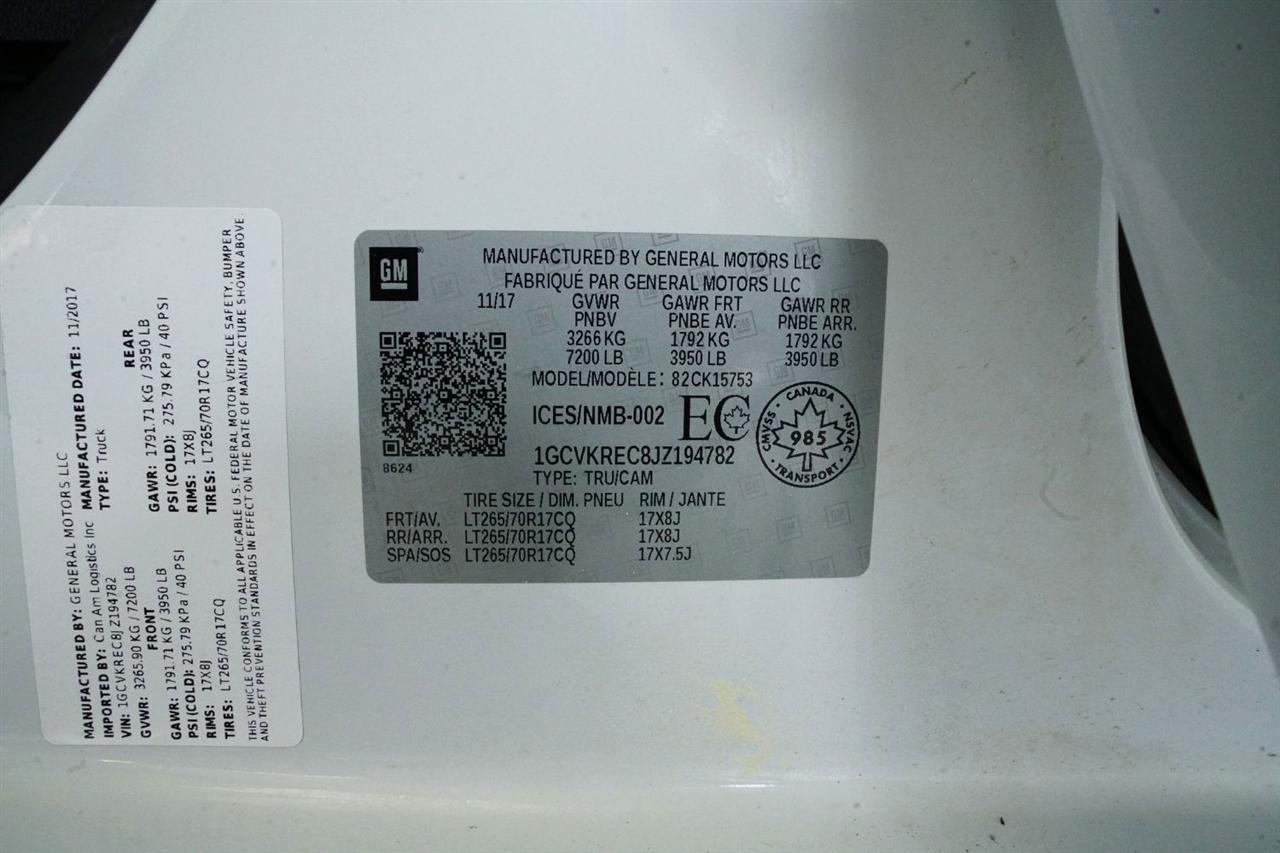 MANUFACTURED BY: GENERAL MOTORS LLC
IMPORTED BY: Can Am Logistics Inc MANUFACTURED DATE: 11/2017
VIN: 1GCVKREC8JZ194782 TYPE: Truck
GVWR: 3265.90 KG / 7200 LB
FRONT REAR
GAWR: 1791.71 KG / 3950 LB GAWR: 1791.71 KG / 3950 LB
PSI (COLD): 275.79 KPa / 40 PSI PSI (COLD): 275.79 KPa / 40 PSI
RIMS: 17X8J RIMS: 17X8J
TIRES: LT265/70R17CQ TIRES: LT265/70R17CQ
THIS VEHICLE CONFORMS TO ALL APPLICABLE U.S. FEDERAL MOTOR VEHICLE SAFETY, BUMPER
AND THEFT PREVENTION STANDARDS IN EFFECT ON THE DATE OF MANUFACTURE SHOWN ABOVE.
GM
MANUFACTURED BY GENERAL MOTORS LLC
FABRIQUÉ PAR GENERAL MOTORS LLC
11/17 GVWR GAWR FRT GAWR RR
PNBV PNBE AV. PNBE ARR.
3266 KG 1792 KG 1792 KG
7200 LB 3950 LB 3950 LB
MODEL/MODÈLE: 82CK15753
ICES/NMB-002 EC
CANADA
CMVSS 985 NSVAC
TRANSPORT
1GCVKREC8JZ194782
8624
TYPE: TRU/CAM
TIRE SIZE / DIM. PNEU RIM / JANTE
FRT/AV. LT265/70R17CQ 17X8J
RR/ARR. LT265/70R17CQ 17X8J
SPA/SOS LT265/70R17CQ 17X7.5J